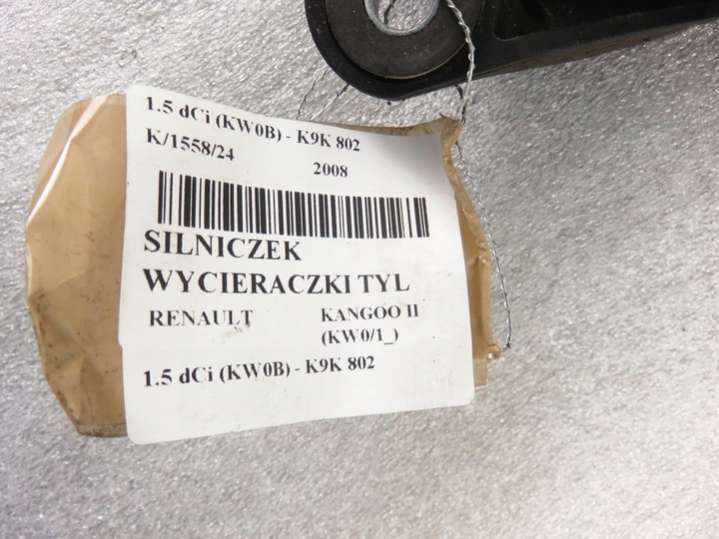 1.5 dCi (KW0B) - K9K 802
K/1558/24 2008
SILNICZEK
WYCIERACZKI TYL
RENAULT KANGOO II
(KW0/1_)
1.5 dCi (KW0B) - K9K 802